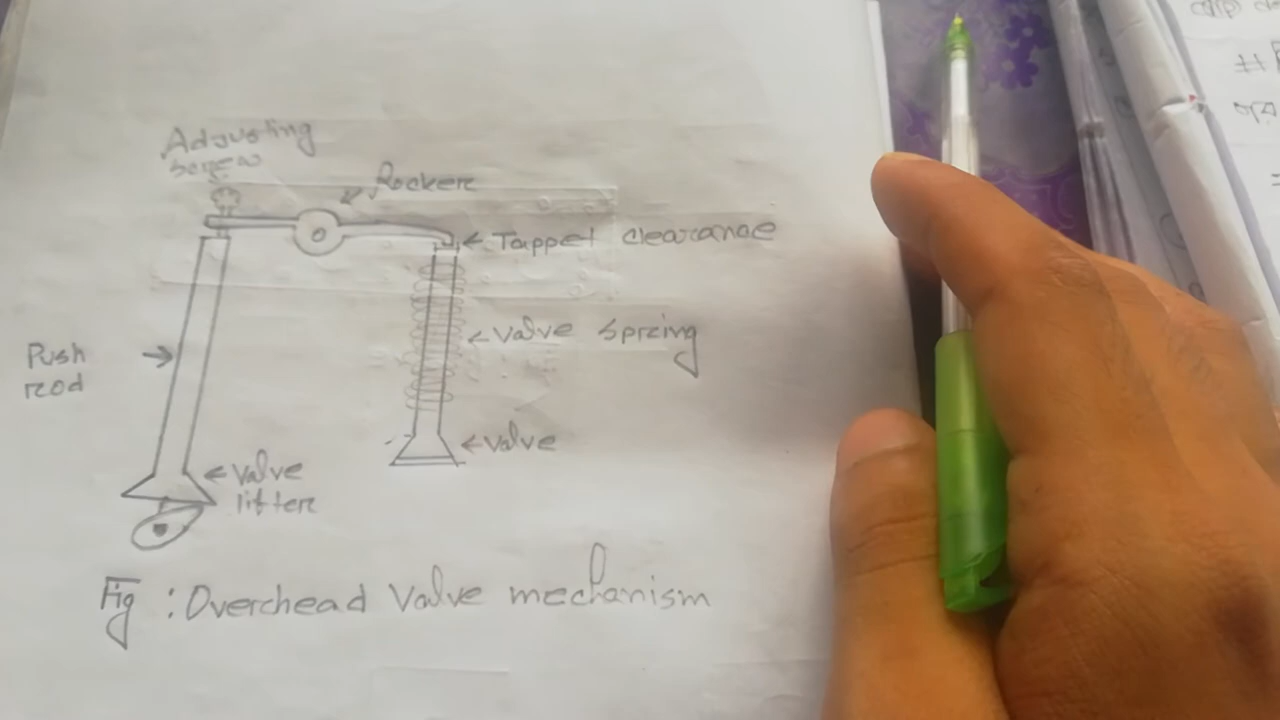 Adjusting
screw
Rocker
Tappet clearance
Valve Spring
Push
rod
Valve
Valve
lifter
Fig : Overhead Valve mechanism